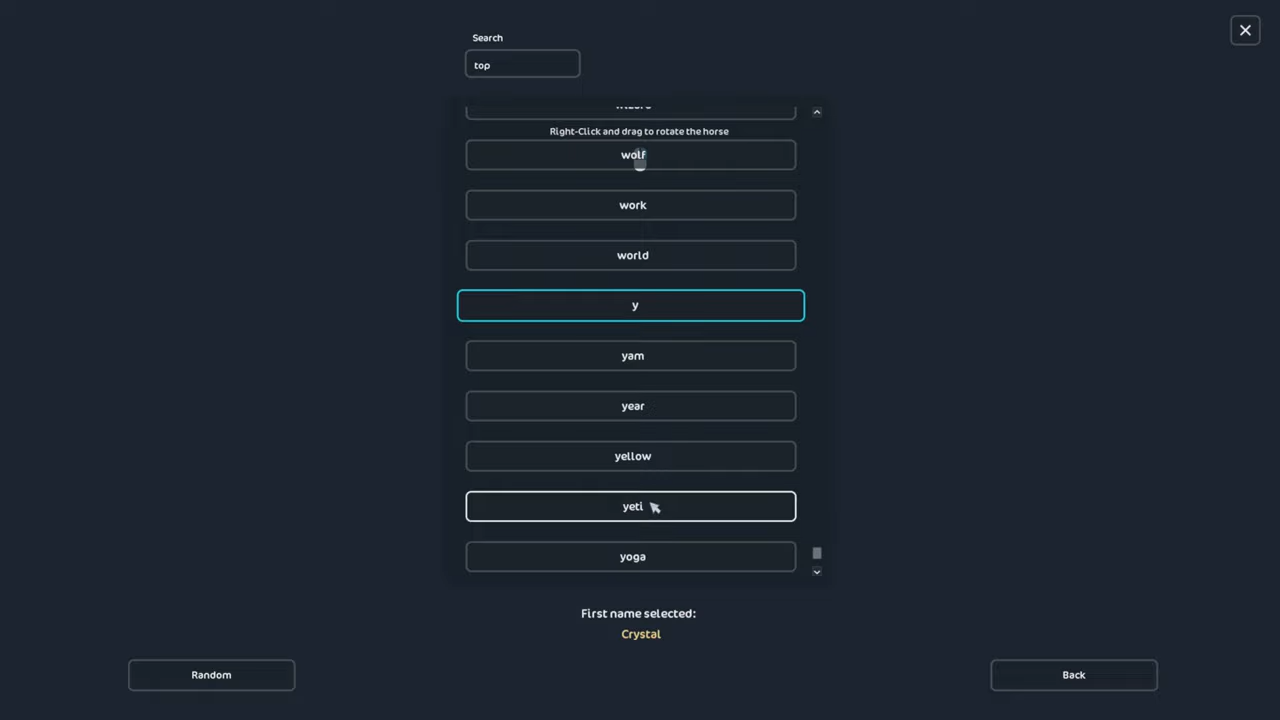 Search
top
wizard
Right-Click and drag to rotate the horse
wolf
work
world
y
yam
year
yellow
yeti
yoga
First name selected:
Crystal
Random
Back